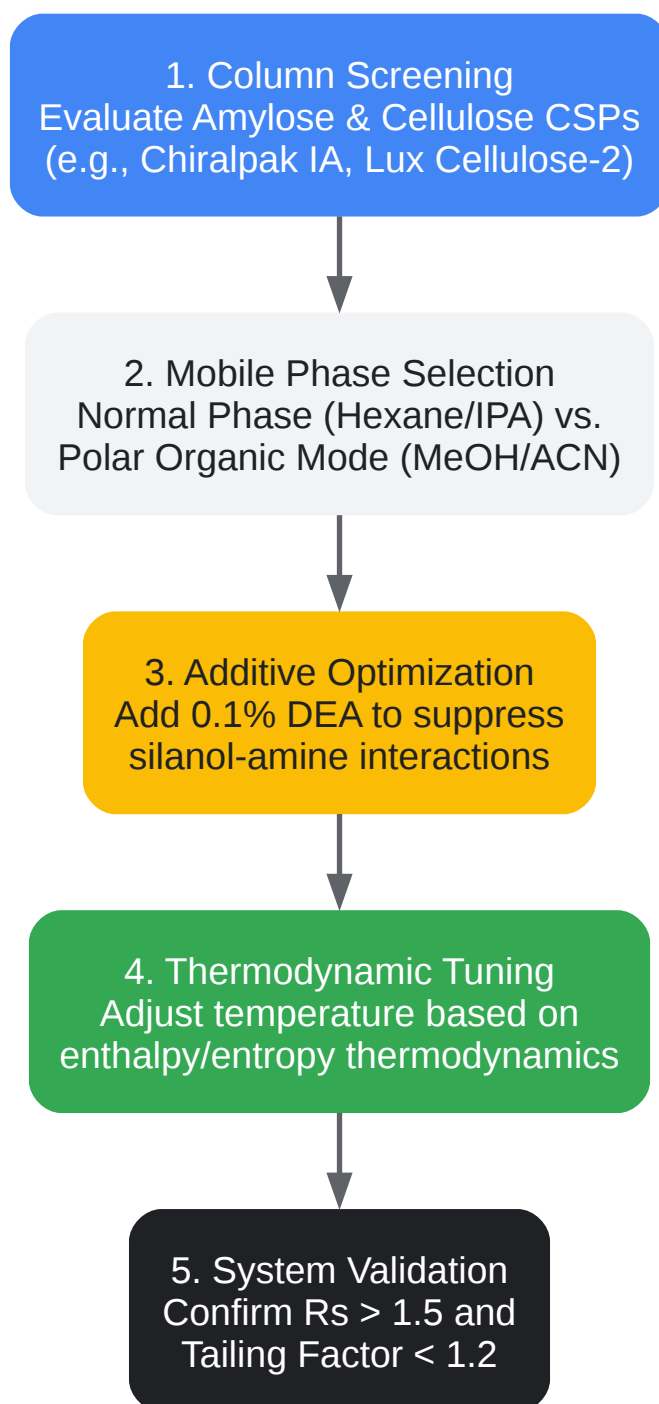 1. Column Screening
Evaluate Amylose & Cellulose CSPs
(e.g., Chiralpak IA, Lux Cellulose-2)
2. Mobile Phase Selection
Normal Phase (Hexane/IPA) vs.
Polar Organic Mode (MeOH/ACN)
3. Additive Optimization
Add 0.1% DEA to suppress
silanol-amine interactions
4. Thermodynamic Tuning
Adjust temperature based on
enthalpy/entropy thermodynamics
5. System Validation
Confirm Rs > 1.5 and
Tailing Factor < 1.2